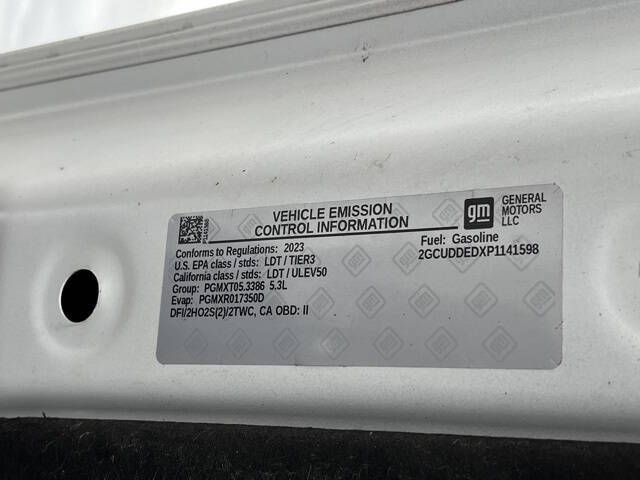 VEHICLE EMISSION
CONTROL INFORMATION
gm
GENERAL
MOTORS
LLC
Conforms to Regulations: 2023
U.S. EPA class / stds: LDT / TIER3
California class / stds: LDT / ULEV50
Group: PGMXT05.3386 5.3L
Evap: PGMXR017350D
DFI/2HO2S(2)/2TWC, CA OBD: II
Fuel: Gasoline
2GCUDDEDXP1141598